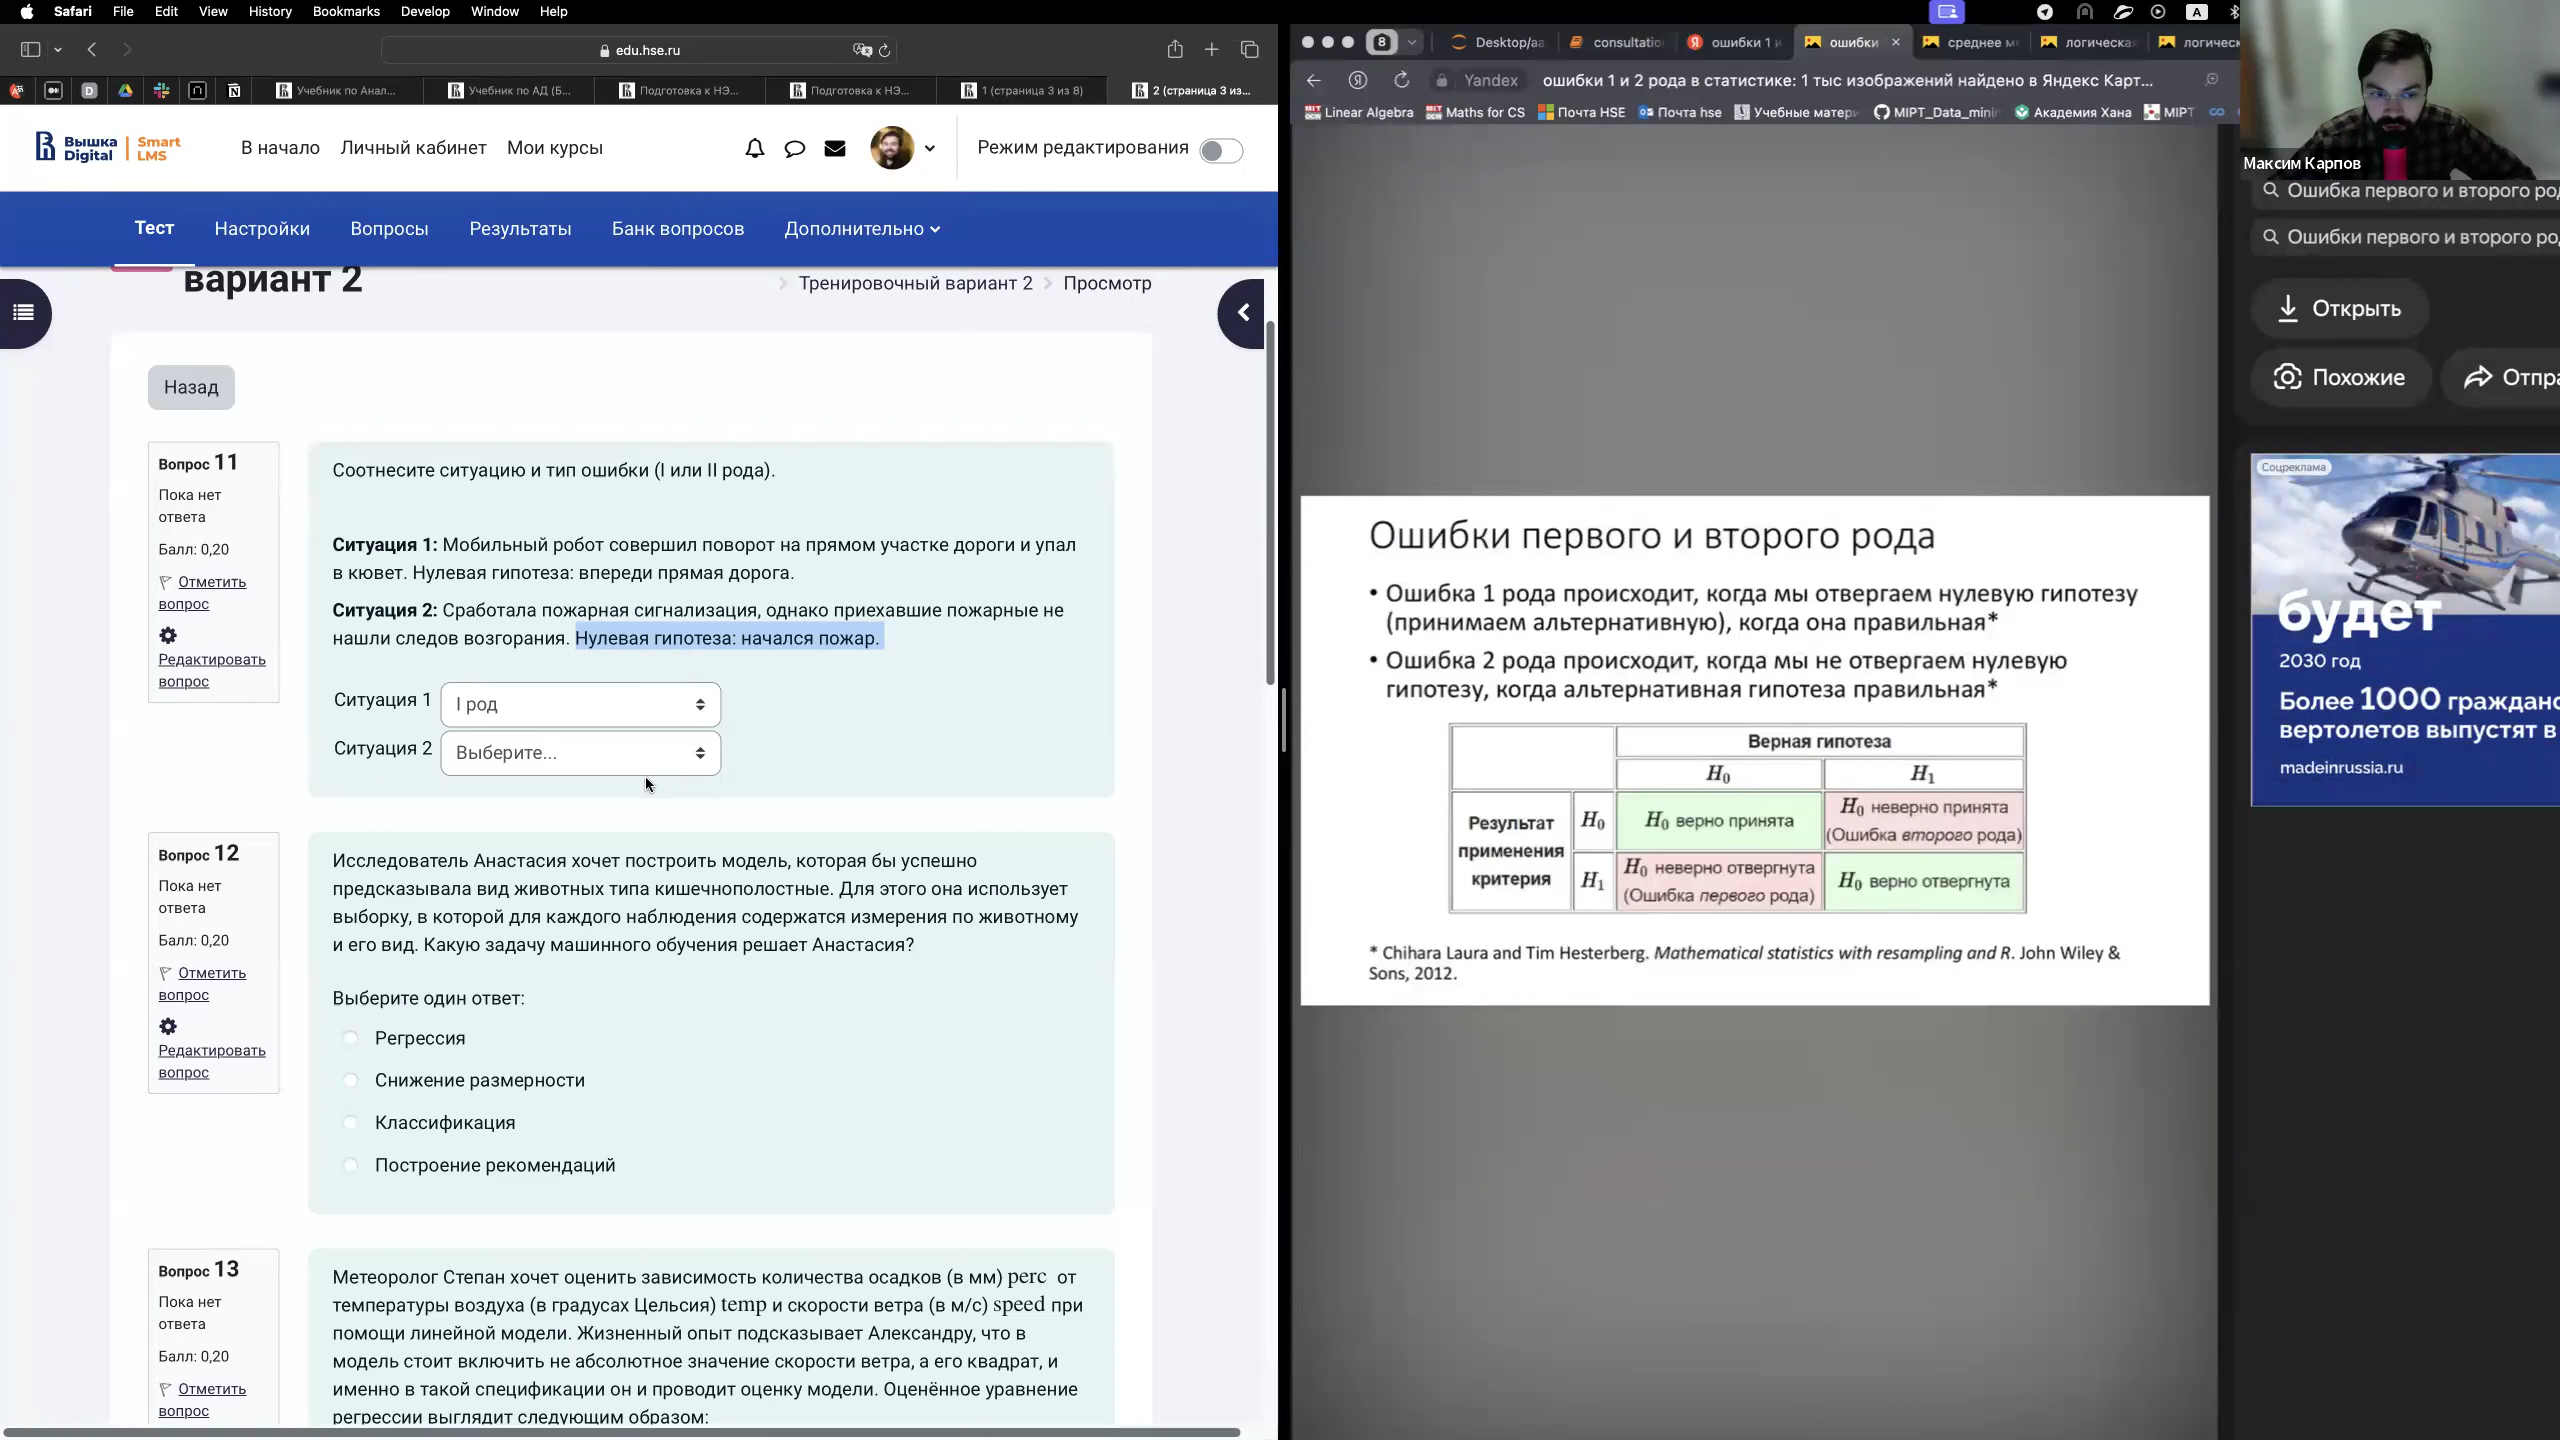 Safari File Edit View History Bookmarks Develop Window Help
A
edu.hse.ru
Учебник по Анал...
Учебник по АД (Б...
Подготовка к НЭ...
Подготовка к НЭ...
1 (страница 3 из 8)
2 (страница 3 из...
Вышка Digital | Smart LMS
В начало Личный кабинет Мои курсы
Режим редактирования
Тест Настройки Вопросы Результаты Банк вопросов Дополнительно
вариант 2
Тренировочный вариант 2 Просмотр
Назад
Вопрос 11
Пока нет
ответа
Балл: 0,20
Отметить
вопрос
Редактировать
вопрос
Соотнесите ситуацию и тип ошибки (I или II рода).
Ситуация 1: Мобильный робот совершил поворот на прямом участке дороги и упал
в кювет. Нулевая гипотеза: впереди прямая дорога.
Ситуация 2: Сработала пожарная сигнализация, однако приехавшие пожарные не
нашли следов возгорания. Нулевая гипотеза: начался пожар.
Ситуация 1 I род
Ситуация 2 Выберите...
Вопрос 12
Пока нет
ответа
Балл: 0,20
Отметить
вопрос
Редактировать
вопрос
Исследователь Анастасия хочет построить модель, которая бы успешно
предсказывала вид животных типа кишечнополостные. Для этого она использует
выборку, в которой для каждого наблюдения содержатся измерения по животному
и его вид. Какую задачу машинного обучения решает Анастасия?
Выберите один ответ:
Регрессия
Снижение размерности
Классификация
Построение рекомендаций
Вопрос 13
Пока нет
ответа
Балл: 0,20
Отметить
вопрос
Метеоролог Степан хочет оценить зависимость количества осадков (в мм) perc от
температуры воздуха (в градусах Цельсия) temp и скорости ветра (в м/с) speed при
помощи линейной модели. Жизненный опыт подсказывает Александру, что в
модель стоит включить не абсолютное значение скорости ветра, а его квадрат, и
именно в такой спецификации он и проводит оценку модели. Оценённое уравнение
регрессии выглядит следующим образом:
8
Desktop/aa
consultatio
ошибки 1 и
ошибки
среднее м
логическа
логическ
Yandex ошибки 1 и 2 рода в статистике: 1 тыс изображений найдено в Яндекс Карт...
Linear Algebra
Maths for CS
Почта HSE
Почта hse
Учебные матери
MIPT_Data_mini
Академия Хана
MIPT
Ошибки первого и второго рода
• Ошибка 1 рода происходит, когда мы отвергаем нулевую гипотезу
(принимаем альтернативную), когда она правильная*
• Ошибка 2 рода происходит, когда мы не отвергаем нулевую
гипотезу, когда альтернативная гипотеза правильная*
Верная гипотеза
H0 H1
Результат
применения
критерия
H0 H0 верно принята H0 неверно принята
(Ошибка второго рода)
H1 H0 неверно отвергнута
(Ошибка первого рода) H0 верно отвергнута
* Chihara Laura and Tim Hesterberg. Mathematical statistics with resampling and R. John Wiley &
Sons, 2012.
Максим Карпов
Ошибка первого и второго род
Ошибки первого и второго ро
Открыть
Похожие
Отпра
Соцреклама
будет
2030 год
Более 1000 гражданс
вертолетов выпустят в
madeinrussia.ru